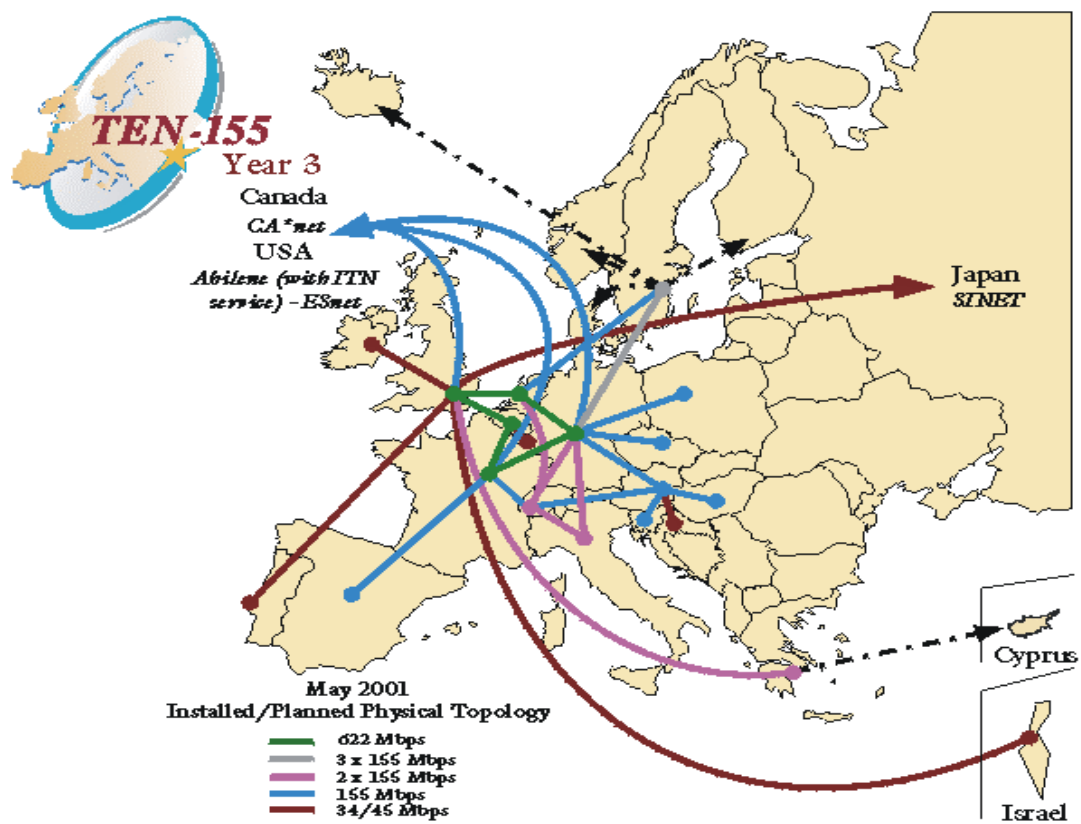 TEN-155
Year 3
Canada
CA*net
USA
Abilene (with ITN
service) - ESnet
Japan
SINET
Cyprus
May 2001
Installed/Planned Physical Topology
622 Mbps
3 x 155 Mbps
2 x 155 Mbps
155 Mbps
34/45 Mbps
Israel